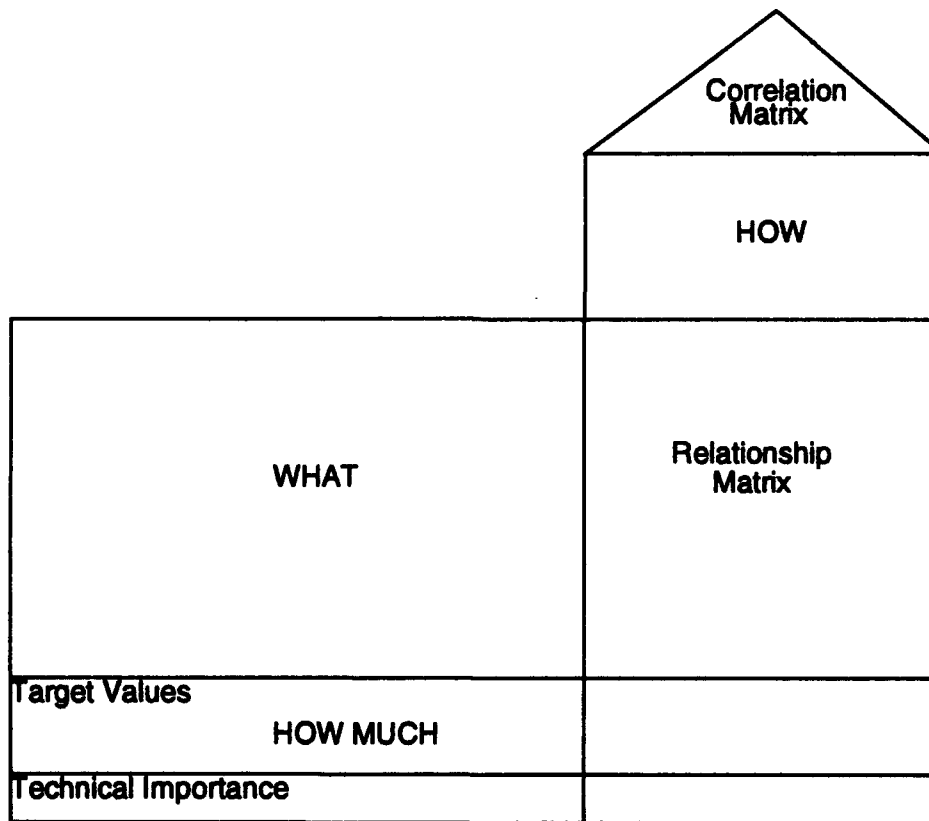 Correlation
Matrix
HOW
WHAT
Relationship
Matrix
Target Values
HOW MUCH
Technical Importance